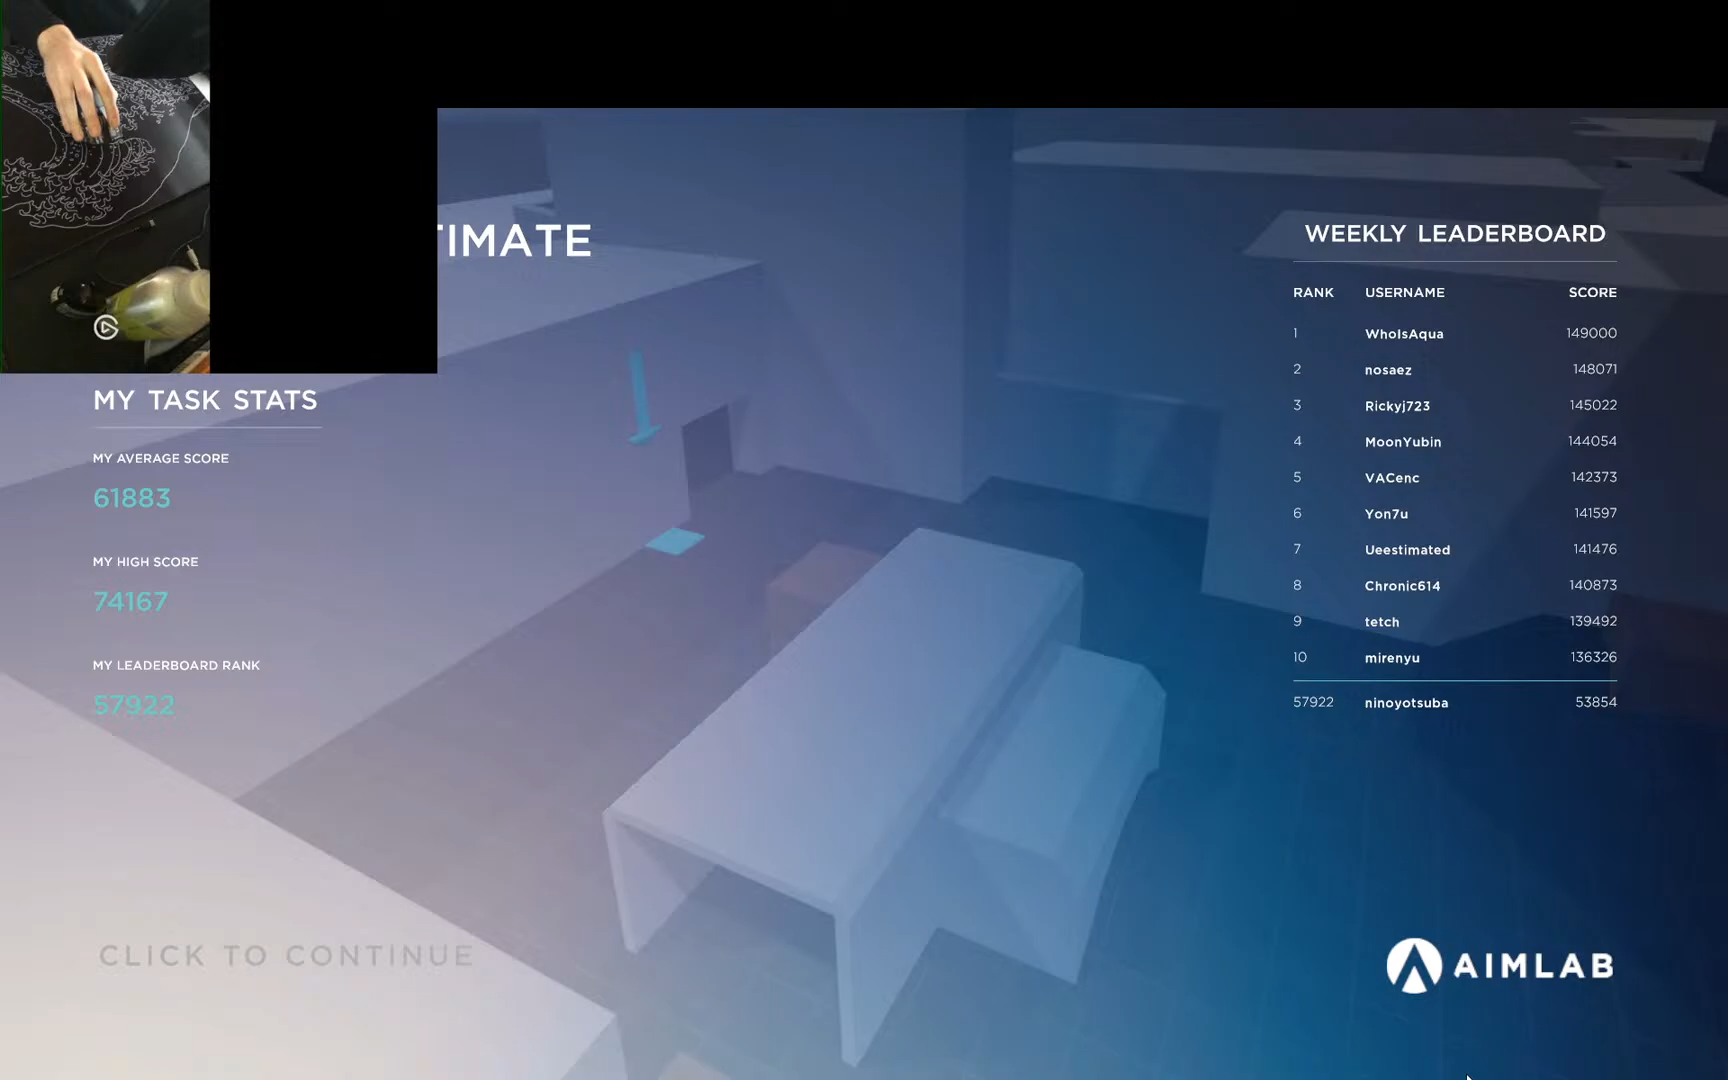 TIMATE
MY TASK STATS
MY AVERAGE SCORE
61883
MY HIGH SCORE
74167
MY LEADERBOARD RANK
57922
CLICK TO CONTINUE
WEEKLY LEADERBOARD
RANK USERNAME SCORE
1 WhoIsAqua 149000
2 nosaez 148071
3 Rickyj723 145022
4 MoonYubin 144054
5 VACenc 142373
6 Yon7u 141597
7 Ueestimated 141476
8 Chronic614 140873
9 tetch 139492
10 mirenyu 136326
57922 ninoyotsuba 53854
AIMLAB